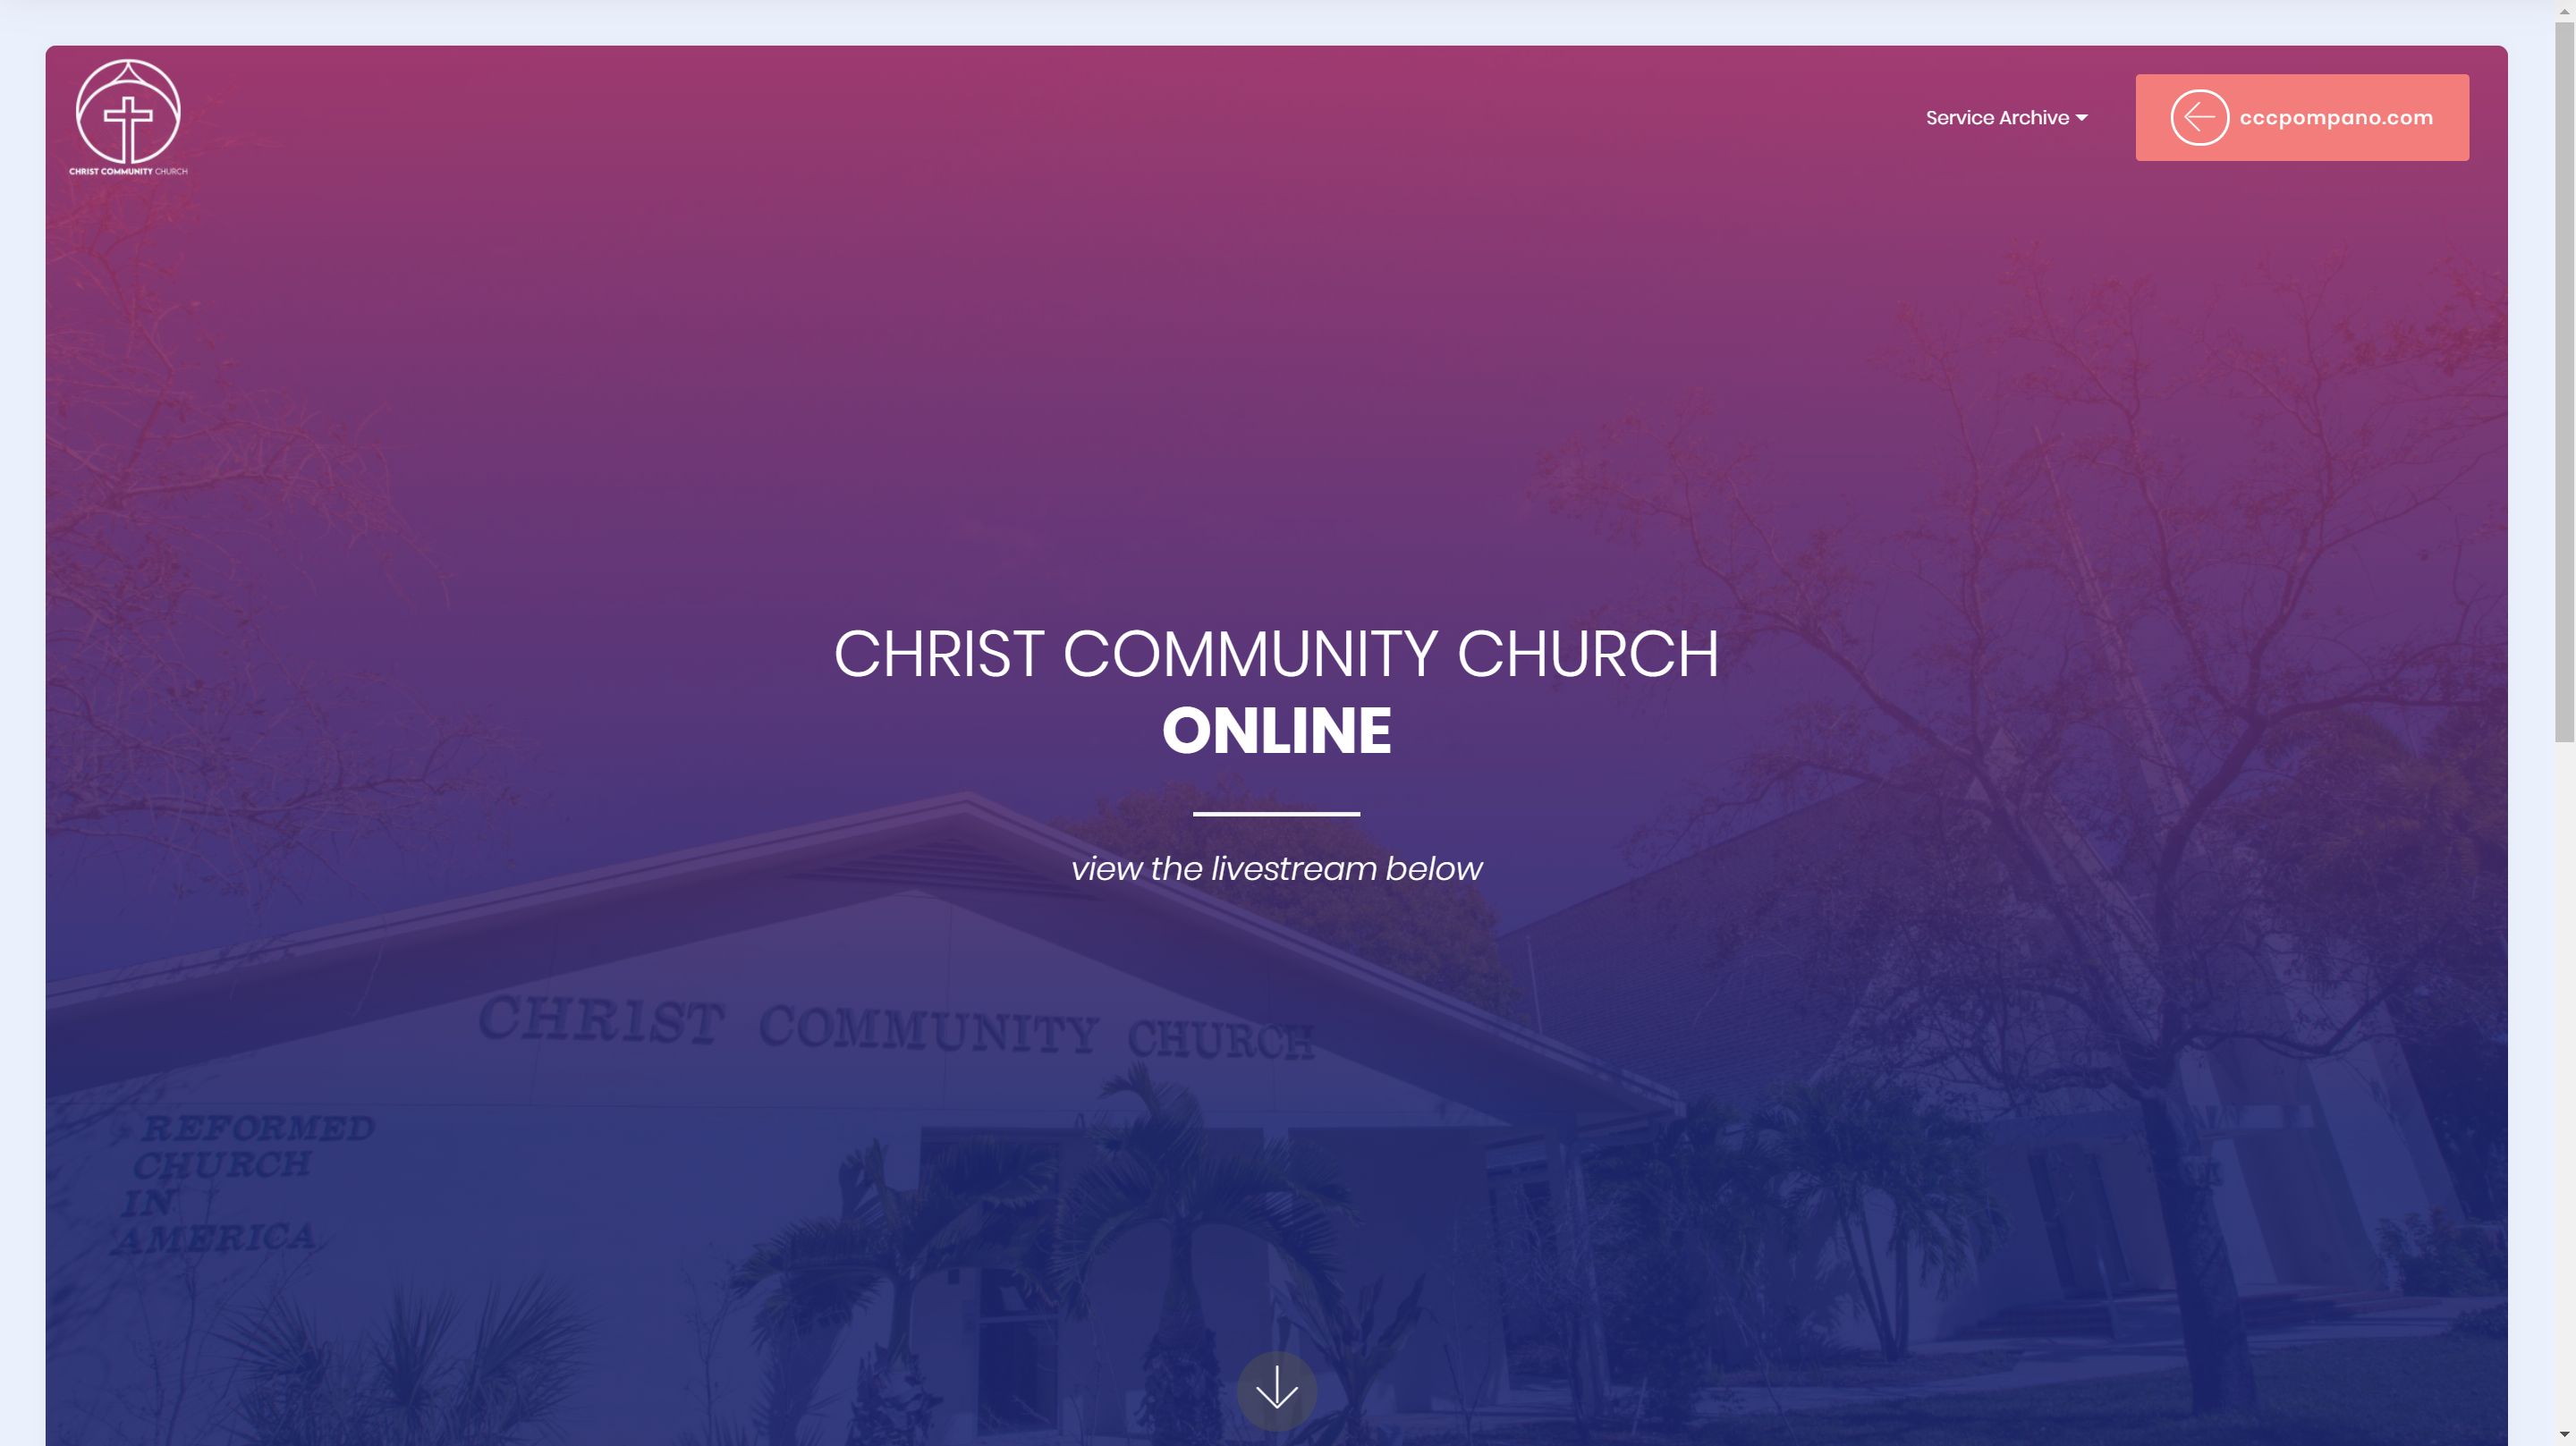 CHRIST COMMUNITY CHURCH
Service Archive
cccpompano.com
CHRIST COMMUNITY CHURCH
ONLINE
view the livestream below
CHRIST COMMUNITY CHURCH
REFORMED
CHURCH
IN
AMERICA